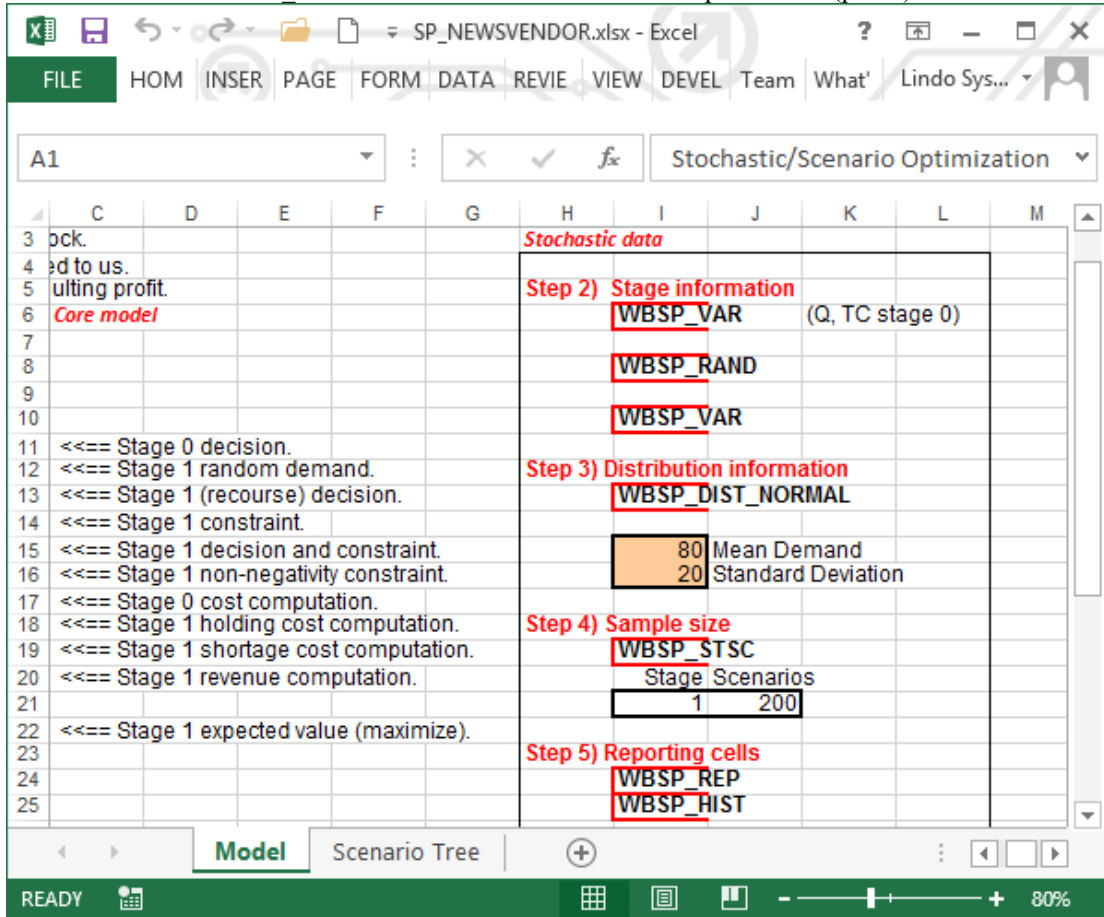 SP_NEWSVENDOR.xlsx - Excel
FILE HOM INSER PAGE FORM DATA REVIE VIEW DEVEL Team What' Lindo Sys...
A1 fx Stochastic/Scenario Optimization
C D E F G H I J K L M
3 ock. Stochastic data
4 ed to us.
5 ulting profit. Step 2) Stage information
6 Core model WBSP_VAR (Q, TC stage 0)
7
8 WBSP_RAND
9
10 WBSP_VAR
11 <<== Stage 0 decision.
12 <<== Stage 1 random demand. Step 3) Distribution information
13 <<== Stage 1 (recourse) decision. WBSP_DIST_NORMAL
14 <<== Stage 1 constraint.
15 <<== Stage 1 decision and constraint. 80 Mean Demand
16 <<== Stage 1 non-negativity constraint. 20 Standard Deviation
17 <<== Stage 0 cost computation.
18 <<== Stage 1 holding cost computation. Step 4) Sample size
19 <<== Stage 1 shortage cost computation. WBSP_STSC
20 <<== Stage 1 revenue computation. Stage Scenarios
21 1 200
22 <<== Stage 1 expected value (maximize).
23 Step 5) Reporting cells
24 WBSP_REP
25 WBSP_HIST
Model Scenario Tree
READY 80%